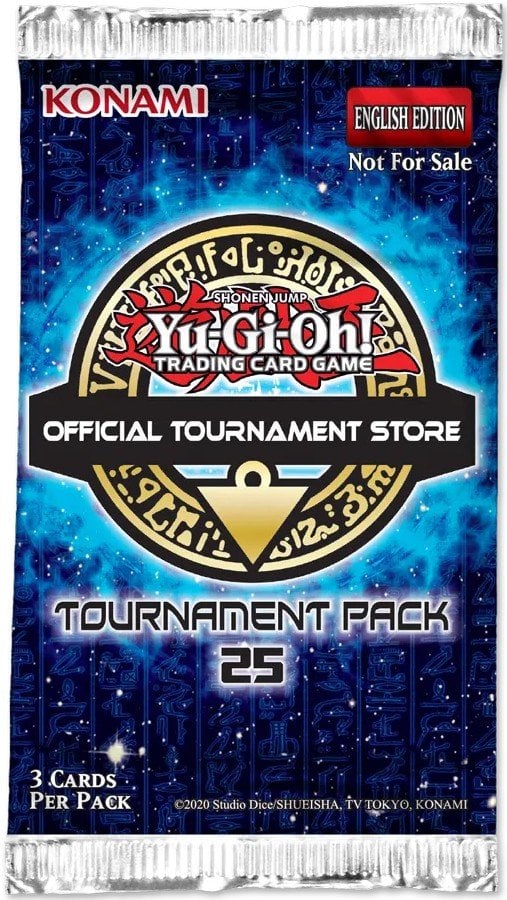 KONAMI
ENGLISH EDITION
Not For Sale
SHONEN JUMP
Yu-Gi-Oh!
TRADING CARD GAME
OFFICIAL TOURNAMENT STORE
TOURNAMENT PACK
25
3 CARDS
PER PACK
©2020 Studio Dice/SHUEISHA, TV TOKYO, KONAMI